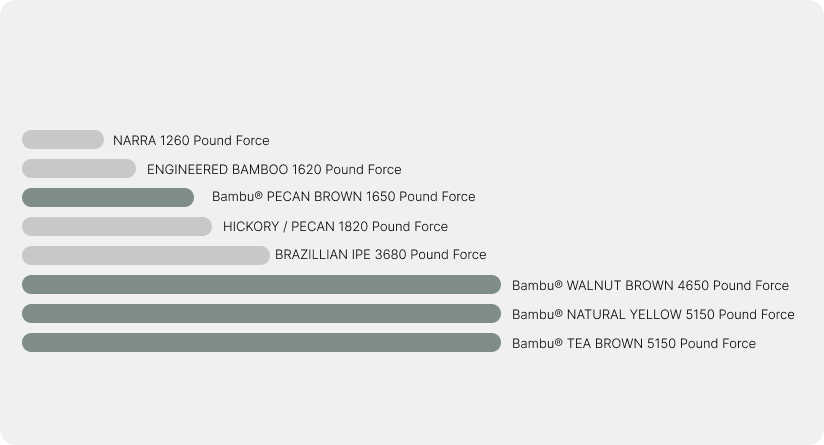 NARRA 1260 Pound Force
ENGINEERED BAMBOO 1620 Pound Force
Bambu® PECAN BROWN 1650 Pound Force
HICKORY / PECAN 1820 Pound Force
BRAZILLIAN IPE 3680 Pound Force
Bambu® WALNUT BROWN 4650 Pound Force
Bambu® NATURAL YELLOW 5150 Pound Force
Bambu® TEA BROWN 5150 Pound Force